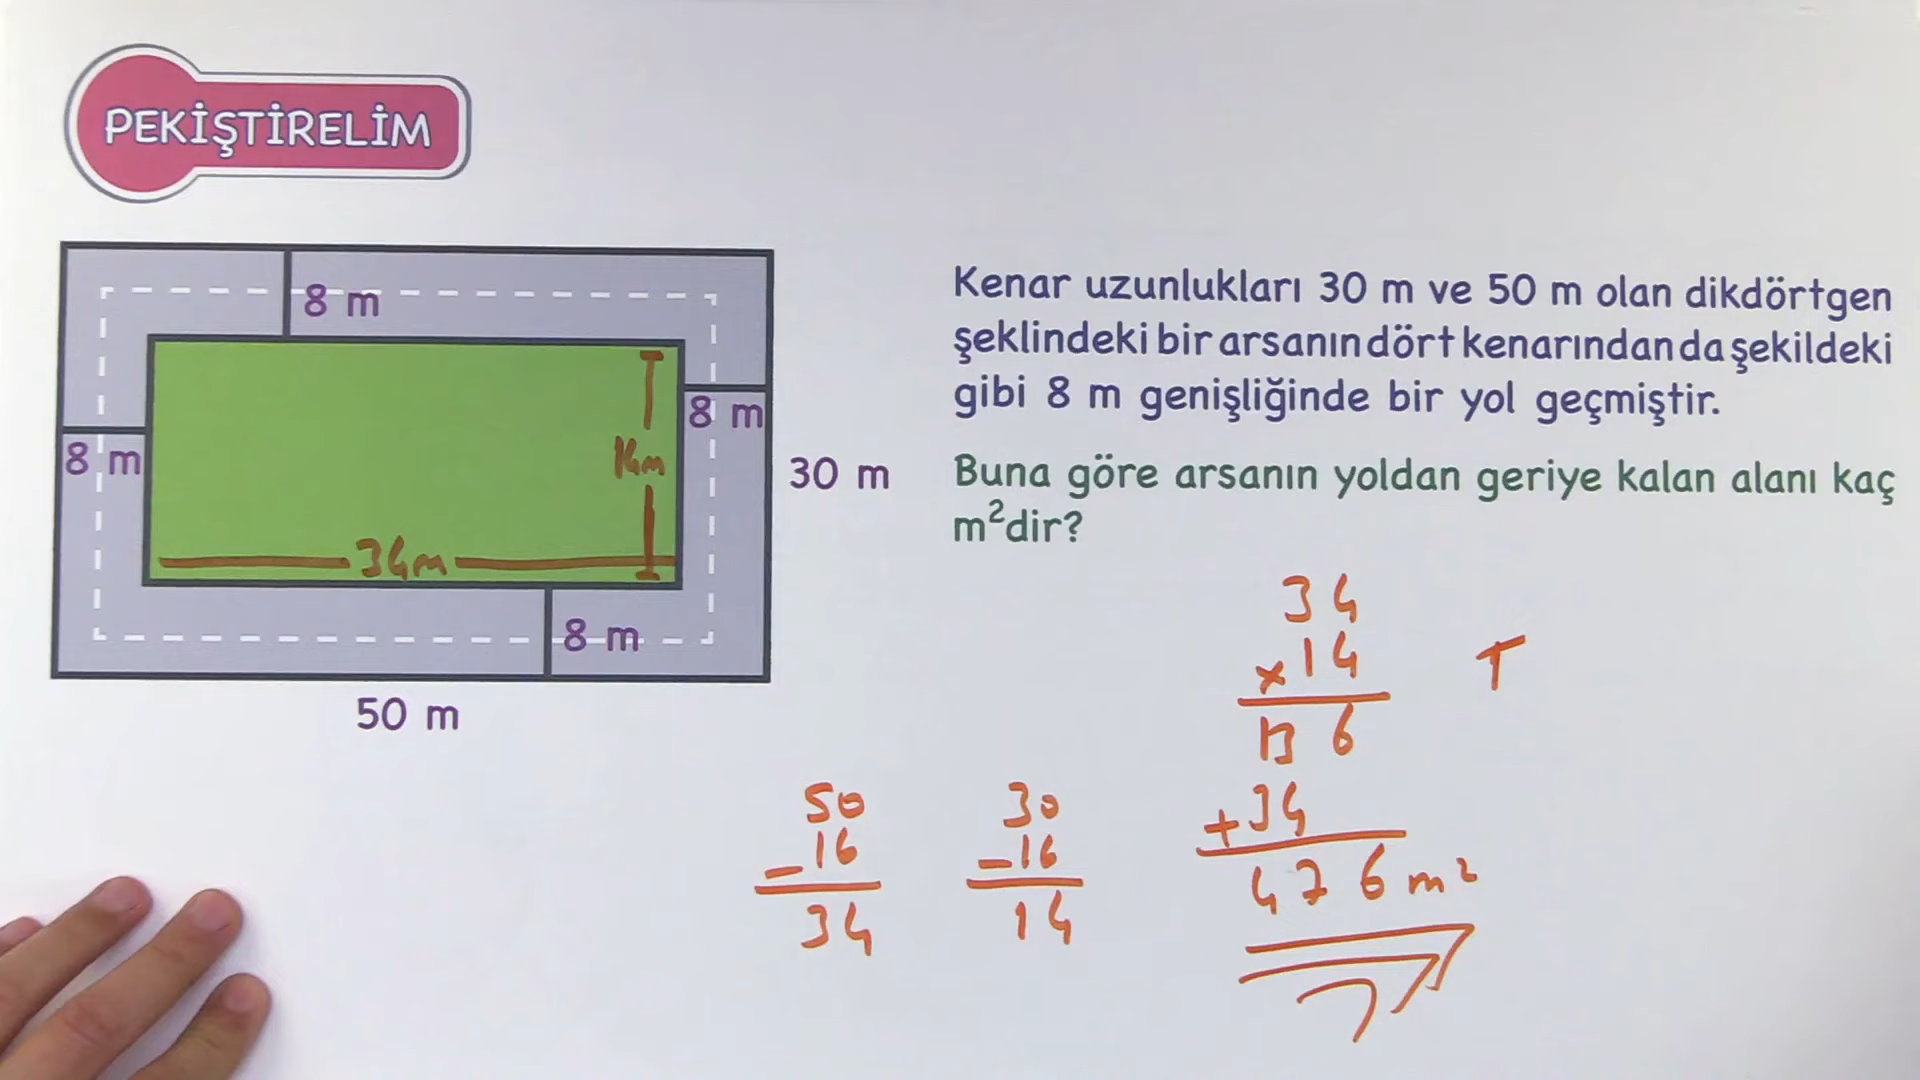 PEKİŞTİRELİM
8 m
8 m
8 m
8 m
14m
34m
30 m
50 m
Kenar uzunlukları 30 m ve 50 m olan dikdörtgen
şeklindeki bir arsanın dört kenarından da şekildeki
gibi 8 m genişliğinde bir yol geçmiştir.
Buna göre arsanın yoldan geriye kalan alanı kaç
m²dir?
50
-16
34
30
-16
14
34
x14
136
+34
476 m²
T